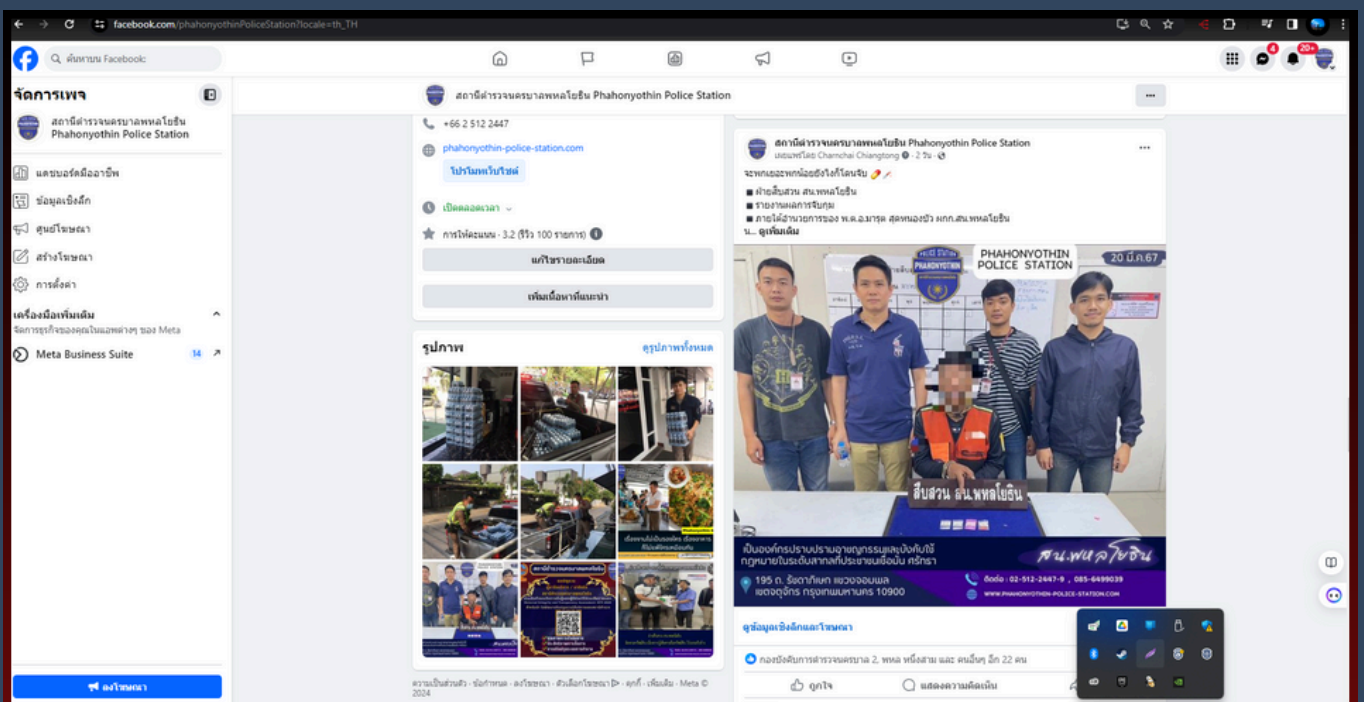 facebook.com/phahonyothinPoliceStation?locale=th_TH
ค้นหาบน Facebook
4
20+
จัดการเพจ
สถานีตำรวจนครบาลพหลโยธิน
Phahonyothin Police Station
แดชบอร์ดมืออาชีพ
ข้อมูลเชิงลึก
ศูนย์โฆษณา
สร้างโฆษณา
การตั้งค่า
เครื่องมือเพิ่มเติม
จัดการธุรกิจของคุณในแอพต่างๆ ของ Meta
Meta Business Suite
14
ลงโฆษณา
สถานีตำรวจนครบาลพหลโยธิน Phahonyothin Police Station
+66 2 512 2447
phahonyothin-police-station.com
โปรโมทเว็บไซต์
เปิดตลอดเวลา
การให้คะแนน · 3.2 (รีวิว 100 รายการ)
แก้ไขรายละเอียด
เพิ่มเนื้อหาที่แนะนำ
รูปภาพ
ดูรูปภาพทั้งหมด
ความเป็นส่วนตัว · ข้อกำหนด · ลงโฆษณา · ตัวเลือกโฆษณา · คุกกี้ · เพิ่มเติม · Meta ©
2024
สถานีตำรวจนครบาลพหลโยธิน Phahonyothin Police Station
เผยแพร่โดย Charnchai Chiangtong · 2 วัน ·
จะพกเยอะพกน้อยยังไงก็โดนจับ
■ ฝ่ายสืบสวน สน.พหลโยธิน
■ รายงานผลการจับกุม
■ ภายใต้อำนวยการของ พ.ต.อ.มารุต สุดหนองบัว ผกก.สน.พหลโยธิน
น... ดูเพิ่มเติม
PHAHONYOTHIN
PHAHONYOTHIN
POLICE STATION
20 มี.ค.67
สืบสวน สน.พหลโยธิน
เป็นองค์กรปราบปรามอาชญกรรมและบังคับใช้
กฎหมายในระดับสากลที่ประชาชนเชื่อมั่น ศรัทธา
สน.พหลโยธิน
195 ถ. รัชดาภิเษก แขวงจอมพล
เขตจตุจักร กรุงเทพมหานคร 10900
ติดต่อ : 02-512-2447-9 , 085-6499039
WWW.PHAHONYOTHIN-POLICE-STATION.COM
ดูข้อมูลเชิงลึกและโฆษณา
กองบังคับการตำรวจนครบาล 2, พหล หนึ่งสาม และ คนอื่นๆ อีก 22 คน
ถูกใจ
แสดงความคิดเห็น